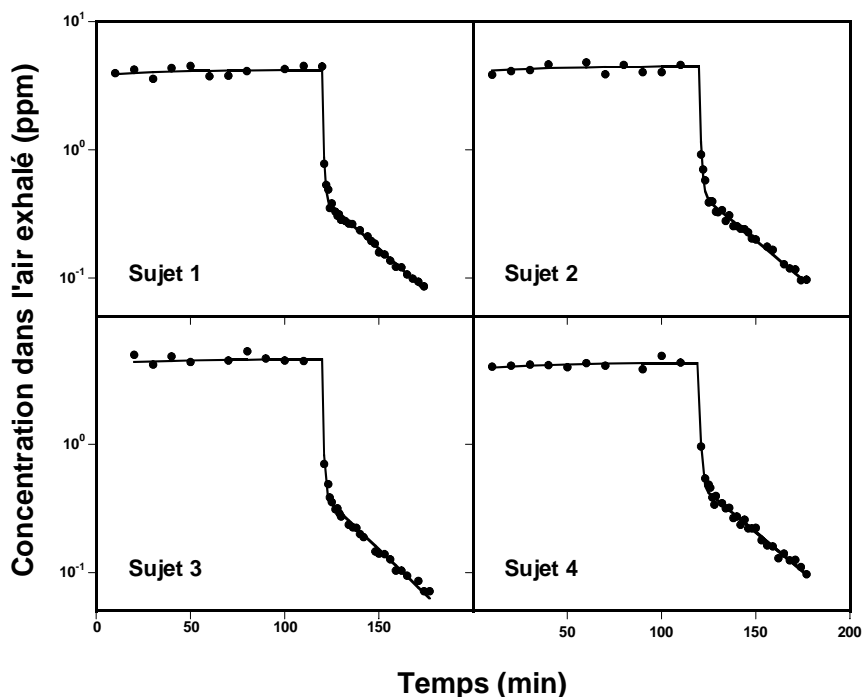 Concentration dans l'air exhalé (ppm)
10¹
10⁰
10⁻¹
Sujet 1
Sujet 2
10⁰
10⁻¹
Sujet 3
Sujet 4
0
50
100
150
50
100
150
200
Temps (min)